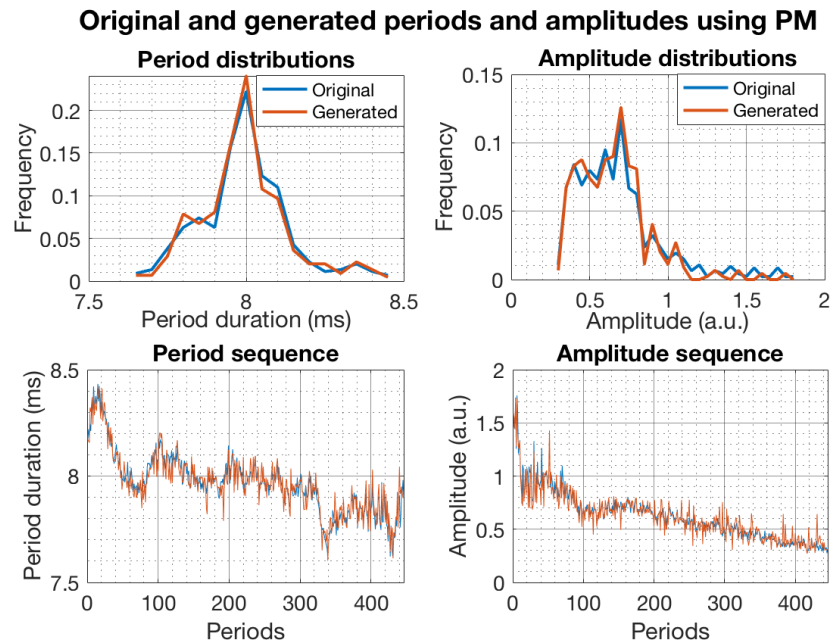 Original and generated periods and amplitudes using PM
Period distributions
Original
Generated
Frequency
0.2
0.15
0.1
0.05
0
7.5
8
8.5
Period duration (ms)
Amplitude distributions
Original
Generated
Frequency
0.15
0.1
0.05
0
0
0.5
1
1.5
2
Amplitude (a.u.)
Period sequence
Period duration (ms)
8.5
8
7.5
0
100
200
300
400
Periods
Amplitude sequence
Amplitude (a.u.)
2
1.5
1
0.5
0
0
100
200
300
400
Periods